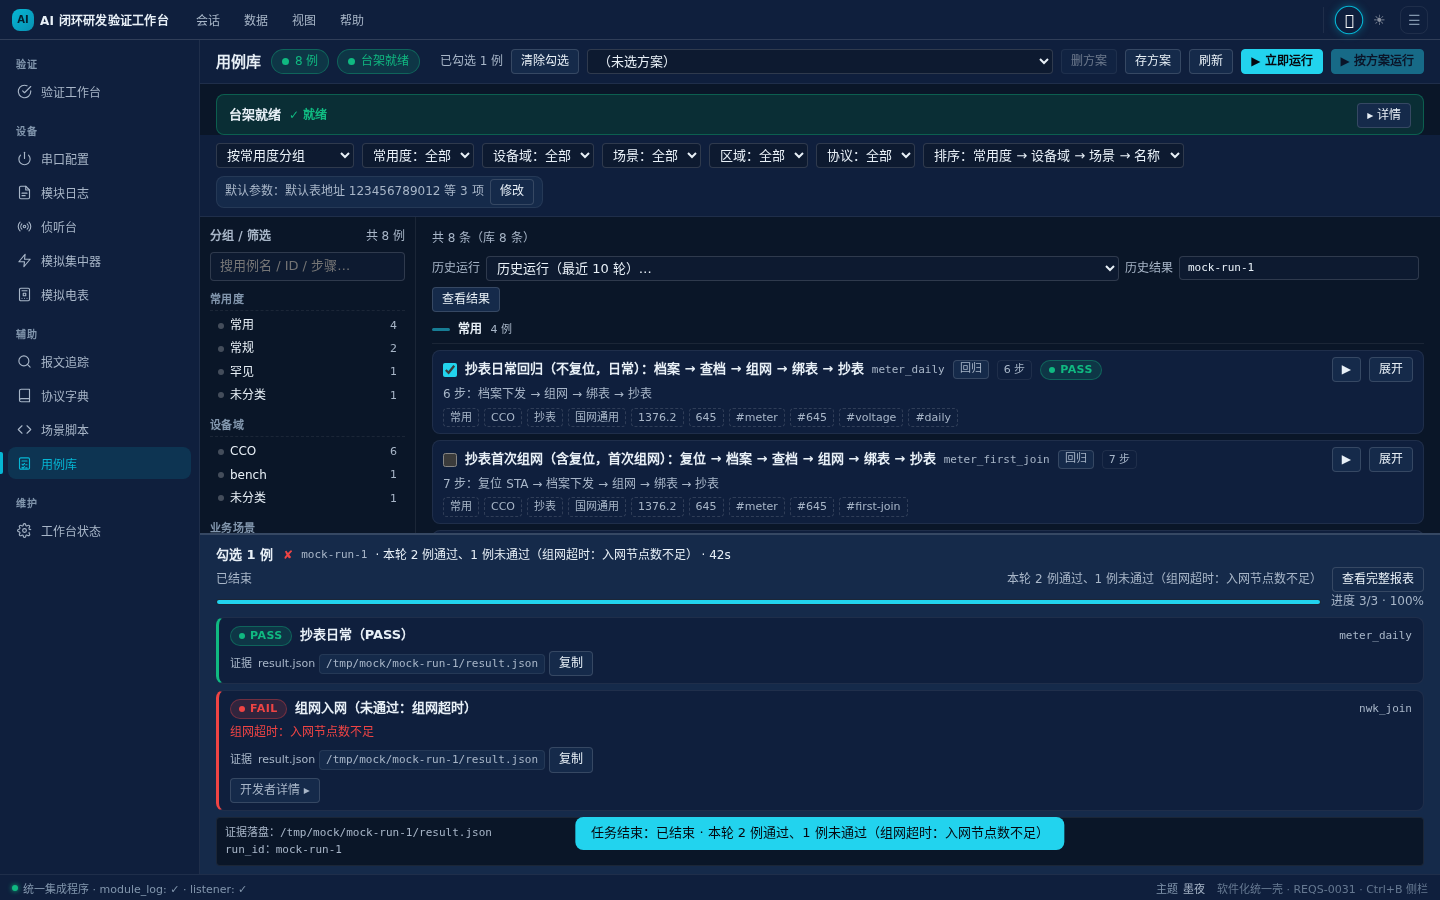 AI AI 闭环研发验证工作台 会话 数据 视图 帮助
验证
验证工作台
设备
串口配置
模块日志
侦听台
模拟集中器
模拟电表
辅助
报文追踪
协议字典
场景脚本
用例库
维护
工作台状态
用例库 8 例 台架就绪 已勾选 1 例 清除勾选 （未选方案） 删方案 存方案 刷新 ▶ 立即运行 ▶ 按方案运行
台架就绪 ✓ 就绪 ▸ 详情
按常用度分组 常用度：全部 设备域：全部 场景：全部 区域：全部 协议：全部 排序：常用度 → 设备域 → 场景 → 名称
默认参数：默认表地址 123456789012 等 3 项 修改
分组 / 筛选 共 8 例
搜用例名 / ID / 步骤…
常用度
常用 4
常规 2
罕见 1
未分类 1
设备域
CCO 6
bench 1
未分类 1
业务场景
共 8 条（库 8 条）
历史运行 历史运行（最近 10 轮）… 历史结果 mock-run-1
查看结果
常用 4 例
抄表日常回归（不复位，日常）：档案 → 查档 → 组网 → 绑表 → 抄表 meter_daily 回归 6 步 PASS ▶ 展开
6 步：档案下发 → 组网 → 绑表 → 抄表
常用 CCO 抄表 国网通用 1376.2 645 #meter #645 #voltage #daily
抄表首次组网（含复位，首次组网）：复位 → 档案 → 查档 → 组网 → 绑表 → 抄表 meter_first_join 回归 7 步 ▶ 展开
7 步：复位 STA → 档案下发 → 组网 → 绑表 → 抄表
常用 CCO 抄表 国网通用 1376.2 645 #meter #645 #first-join
勾选 1 例 ✘ mock-run-1 · 本轮 2 例通过、1 例未通过（组网超时：入网节点数不足） · 42s
已结束 本轮 2 例通过、1 例未通过（组网超时：入网节点数不足） 查看完整报表
进度 3/3 · 100%
PASS 抄表日常（PASS） meter_daily
证据 result.json /tmp/mock/mock-run-1/result.json 复制
FAIL 组网入网（未通过：组网超时） nwk_join
组网超时：入网节点数不足
证据 result.json /tmp/mock/mock-run-1/result.json 复制
开发者详情 ▸
证据落盘：/tmp/mock/mock-run-1/result.json
run_id：mock-run-1
任务结束：已结束 · 本轮 2 例通过、1 例未通过（组网超时：入网节点数不足）
统一集成程序 · module_log: ✓ · listener: ✓ 主题 墨夜 软件化统一壳 · REQS-0031 · Ctrl+B 侧栏